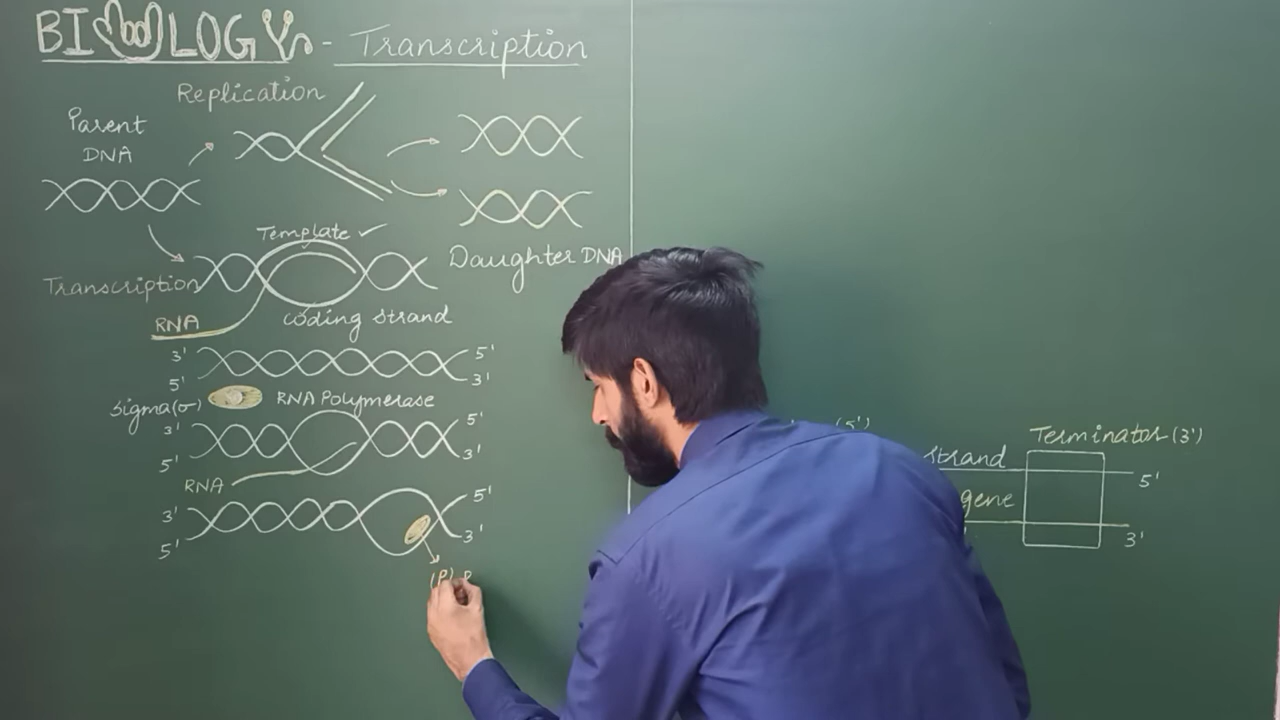 BIOLOGY - Transcription
Replication
Parent
DNA
Template ✓
Daughter DNA
Transcription
RNA
coding strand
3' 5'
5' 3'
Sigma(σ) RNA Polymerase
3' 5'
5' 3'
RNA
3' 5'
5' 3'
(P)
(5')
Terminator (3')
strand
5'
gene
3'